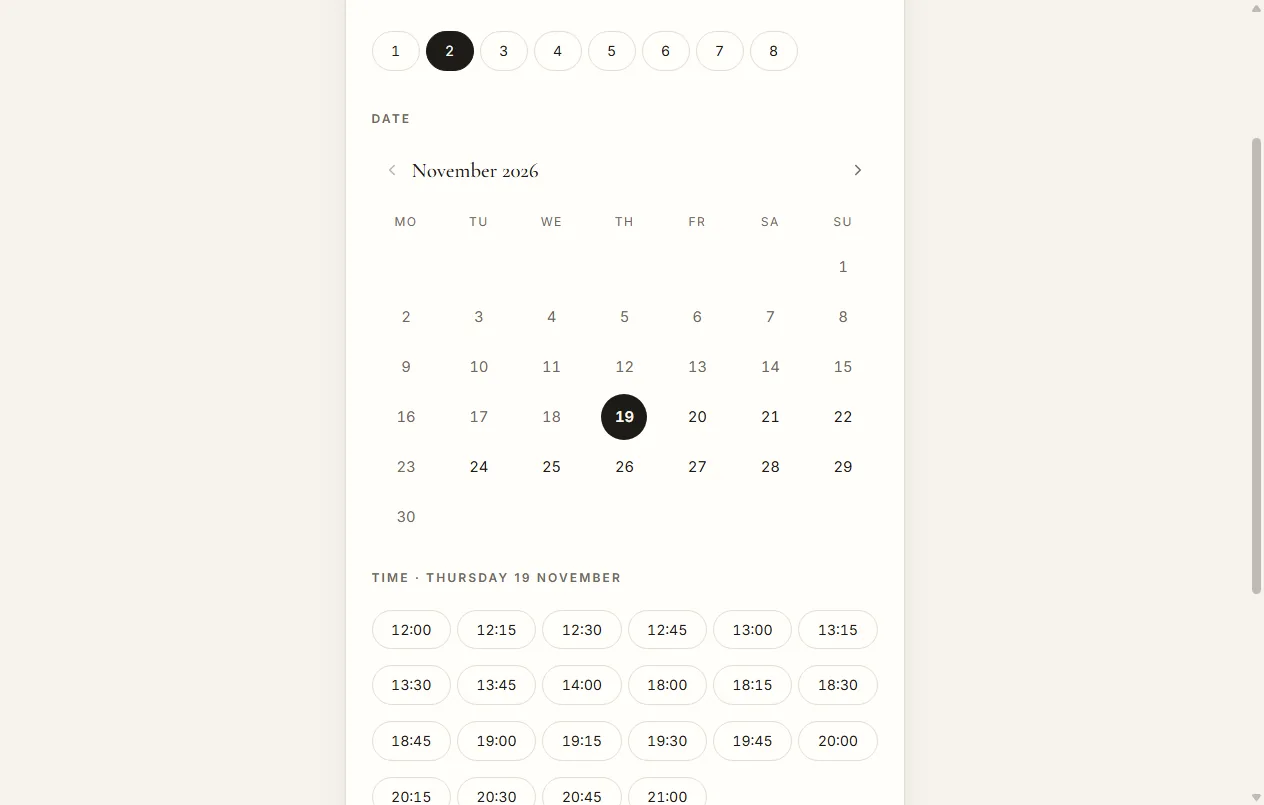 1 2 3 4 5 6 7 8
DATE
November 2026
MO TU WE TH FR SA SU
1
2 3 4 5 6 7 8
9 10 11 12 13 14 15
16 17 18 19 20 21 22
23 24 25 26 27 28 29
30
TIME · THURSDAY 19 NOVEMBER
12:00 12:15 12:30 12:45 13:00 13:15
13:30 13:45 14:00 18:00 18:15 18:30
18:45 19:00 19:15 19:30 19:45 20:00
20:15 20:30 20:45 21:00